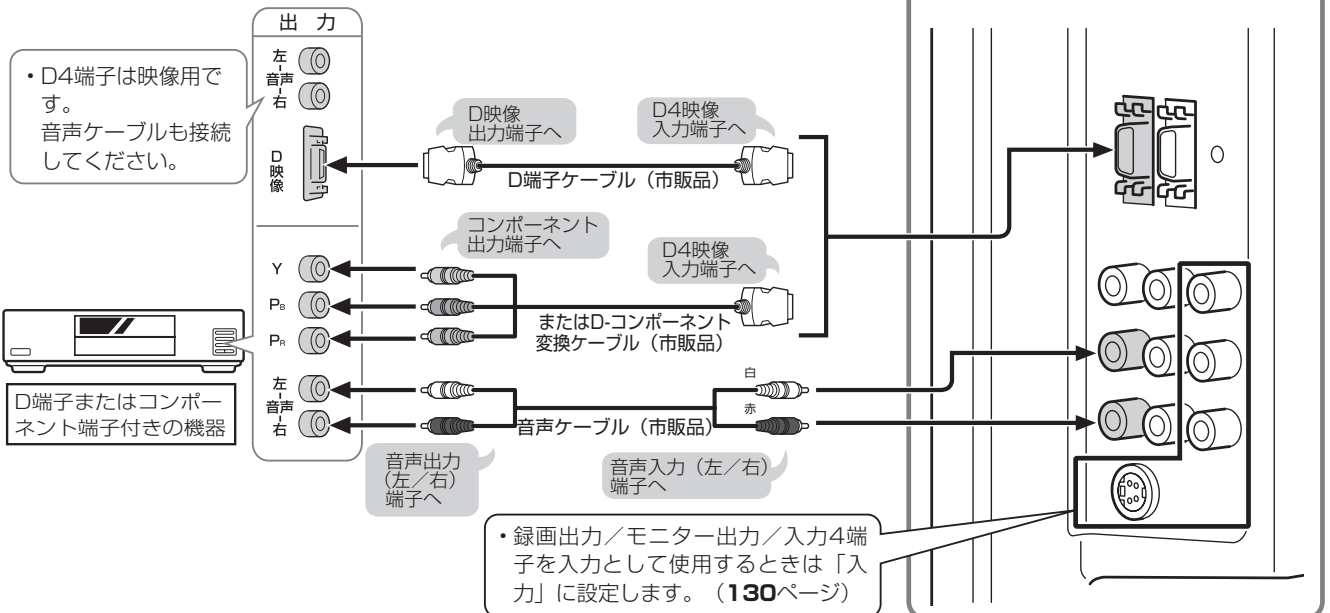 出 力
左
音声
右
D映像
Y
PB
PR
左
音声
右
・D4端子は映像用で
す。
音声ケーブルも接続
してください。
D端子またはコンポー
ネント端子付きの機器
D映像
出力端子へ
D4映像
入力端子へ
D端子ケーブル（市販品）
コンポーネント
出力端子へ
D4映像
入力端子へ
またはD-コンポーネント
変換ケーブル（市販品）
白
赤
音声ケーブル（市販品）
音声出力
（左／右）
端子へ
音声入力（左／右）
端子へ
・録画出力／モニター出力／入力4端
子を入力として使用するときは「入
力」に設定します。（130ページ）